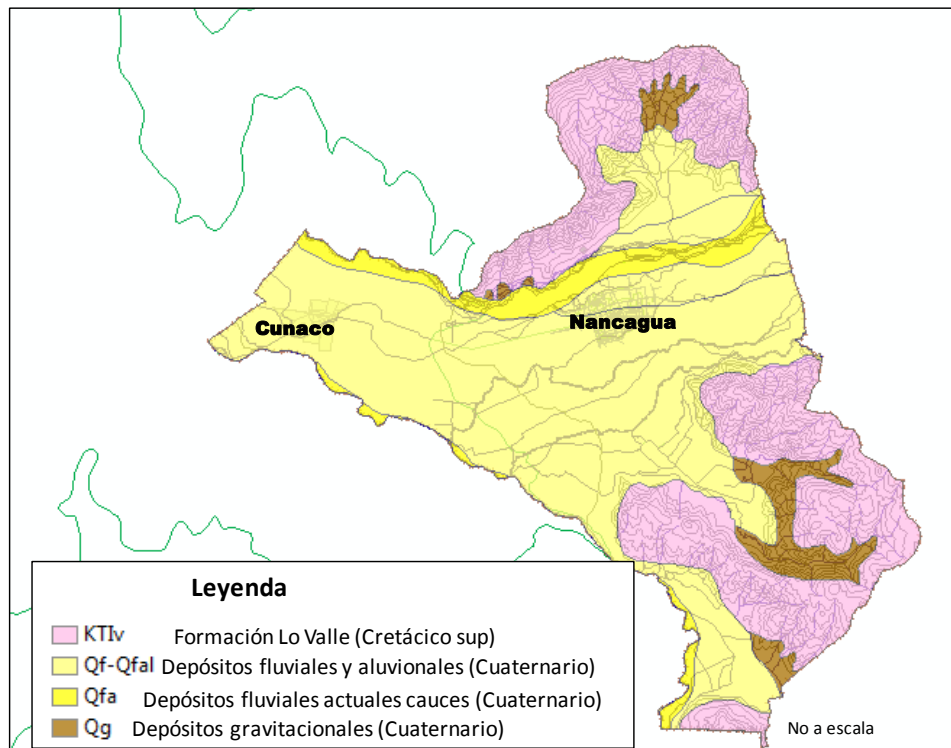 Cunaco
Nancagua
Leyenda
KTlv Formación Lo Valle (Cretácico sup)
Qf-Qfal Depósitos fluviales y aluvionales (Cuaternario)
Qfa Depósitos fluviales actuales cauces (Cuaternario)
Qg Depósitos gravitacionales (Cuaternario)
No a escala